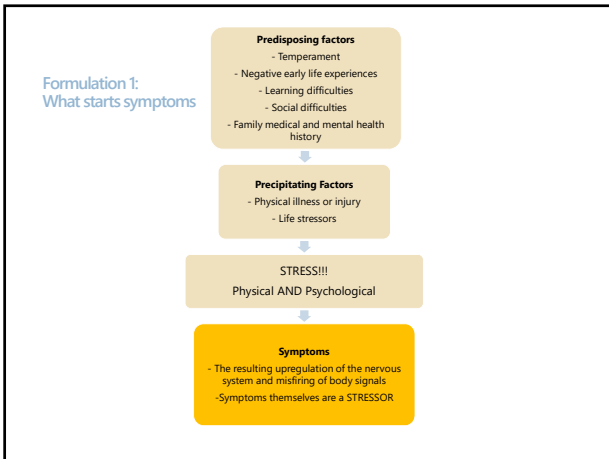 Formulation 1:
What starts symptoms
Predisposing factors
- Temperament
- Negative early life experiences
- Learning difficulties
- Social difficulties
- Family medical and mental health
history
Precipitating Factors
- Physical illness or injury
- Life stressors
STRESS!!!
Physical AND Psychological
Symptoms
- The resulting upregulation of the nervous
system and misfiring of body signals
-Symptoms themselves are a STRESSOR